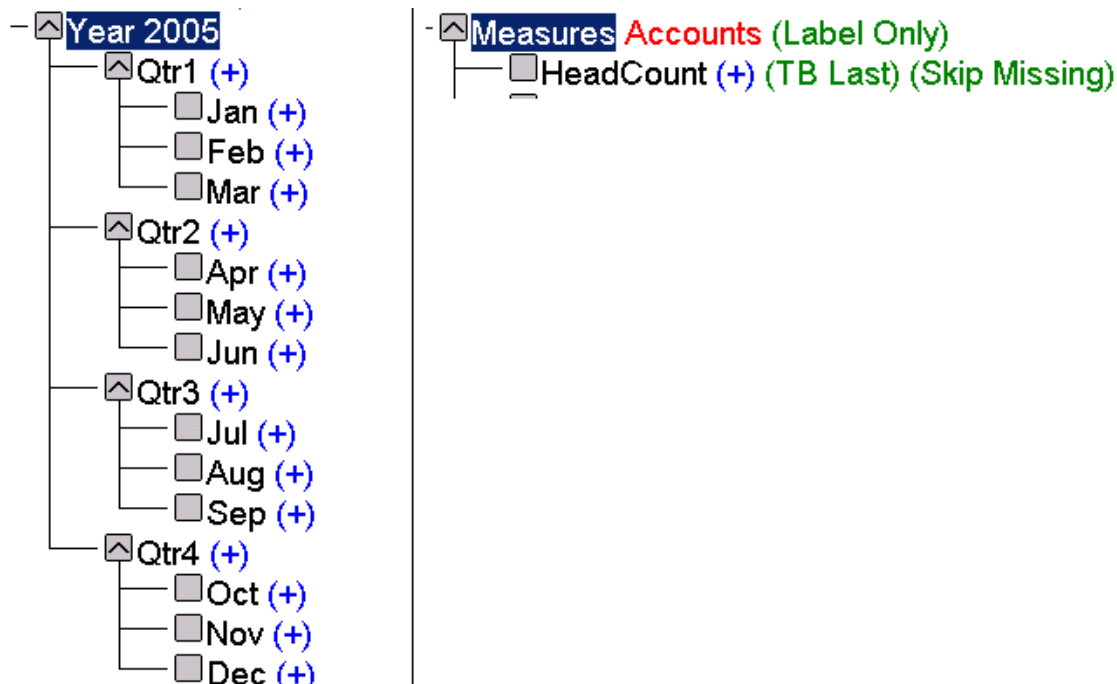 Year 2005
Qtr1 (+)
Jan (+)
Feb (+)
Mar (+)
Qtr2 (+)
Apr (+)
May (+)
Jun (+)
Qtr3 (+)
Jul (+)
Aug (+)
Sep (+)
Qtr4 (+)
Oct (+)
Nov (+)
Dec (+)
Measures Accounts (Label Only)
HeadCount (+) (TB Last) (Skip Missing)